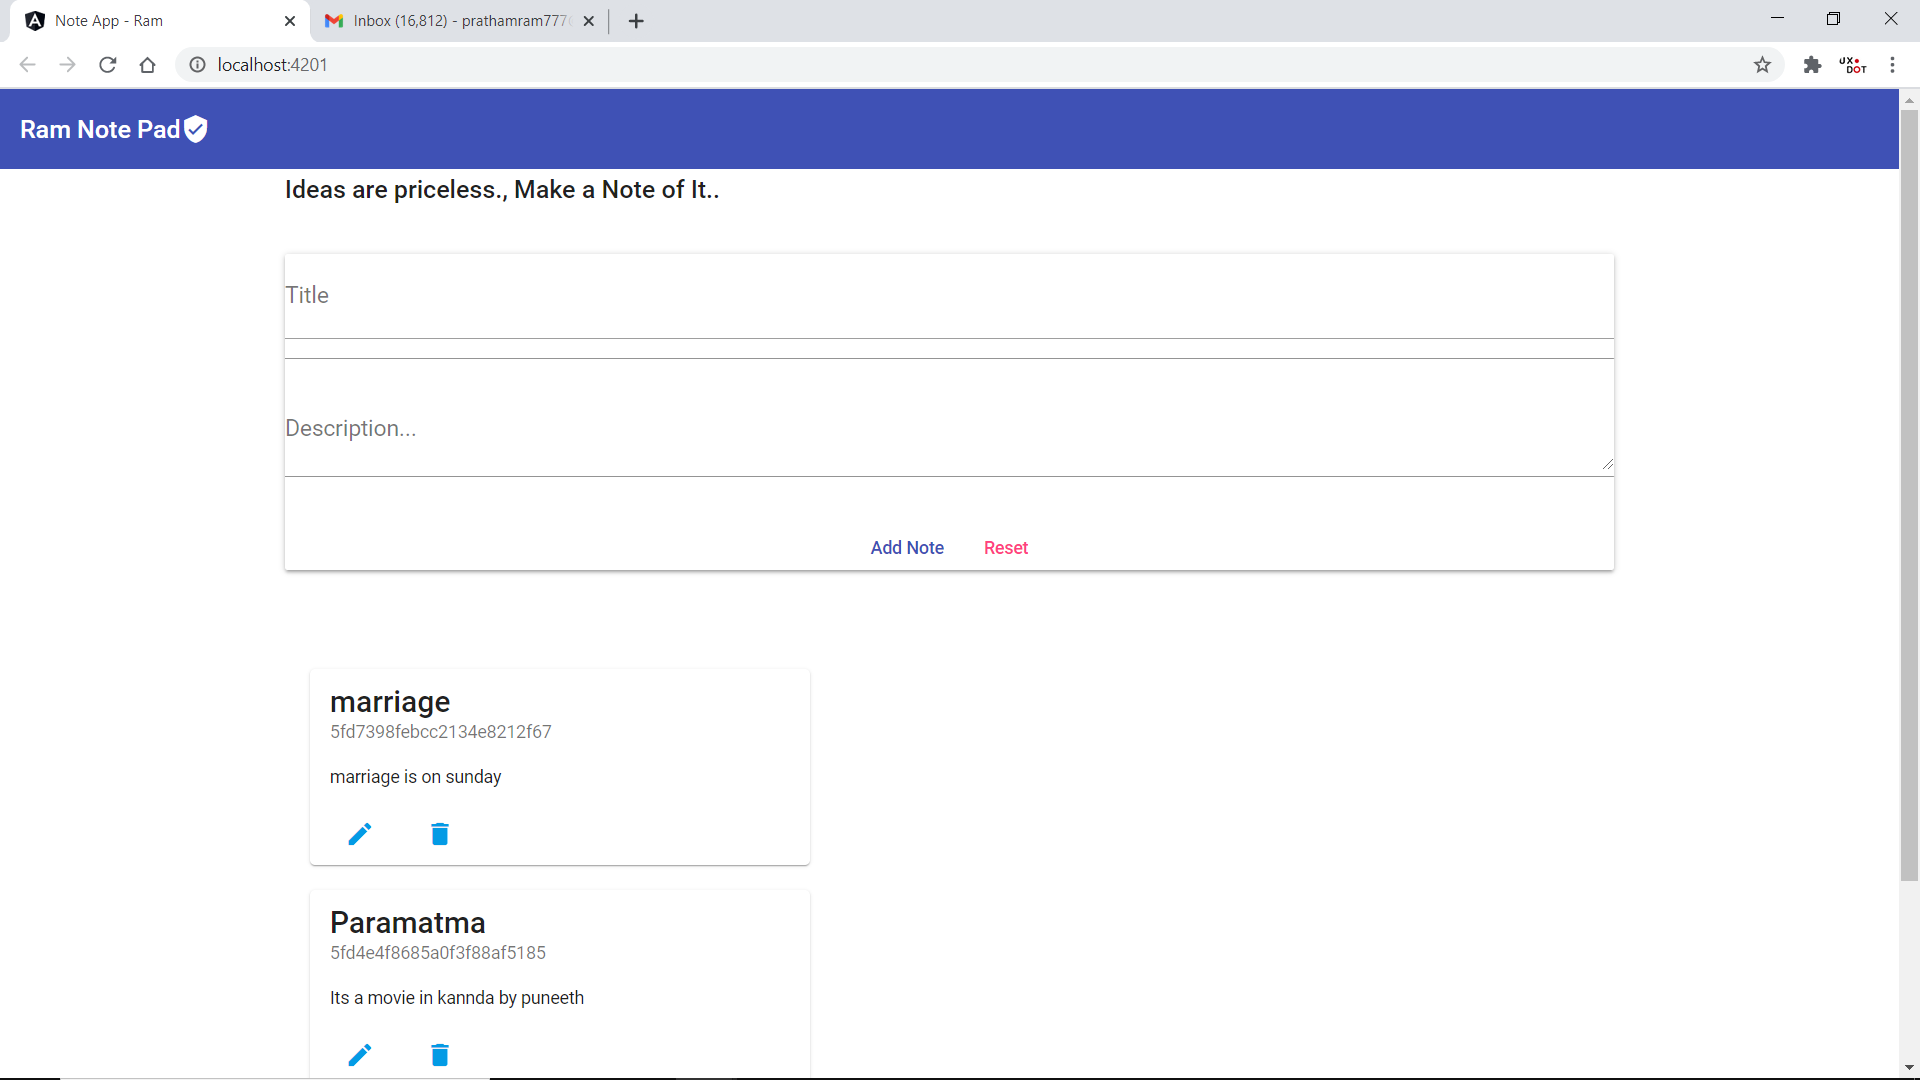 Note App - Ram
Inbox (16,812) - prathamram777
localhost:4201
UX
DOT
Ram Note Pad
Ideas are priceless., Make a Note of It..
Title
Description...
Add Note Reset
marriage
5fd7398febcc2134e8212f67
marriage is on sunday
Paramatma
5fd4e4f8685a0f3f88af5185
Its a movie in kannda by puneeth